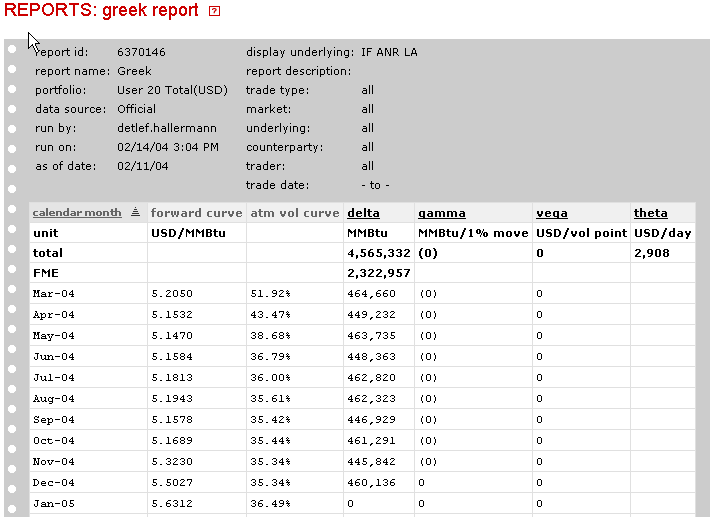 REPORTS: greek report ?
report id: 6370146 display underlying: IF ANR LA
report name: Greek report description:
portfolio: User 20 Total(USD) trade type: all
data source: Official market: all
run by: detlef.hallermann underlying: all
run on: 02/14/04 3:04 PM counterparty: all
as of date: 02/11/04 trader: all
trade date: - to -
calendar month forward curve atm vol curve delta gamma vega theta
unit USD/MMBtu MMBtu MMBtu/1% move USD/vol point USD/day
total 4,565,332 (0) 0 2,908
FME 2,322,957
Mar-04 5.2050 51.92% 464,660 (0) 0
Apr-04 5.1532 43.47% 449,232 (0) 0
May-04 5.1470 38.68% 463,735 (0) 0
Jun-04 5.1584 36.79% 448,363 (0) 0
Jul-04 5.1813 36.00% 462,820 (0) 0
Aug-04 5.1943 35.61% 462,323 (0) 0
Sep-04 5.1578 35.42% 446,929 (0) 0
Oct-04 5.1689 35.44% 461,291 (0) 0
Nov-04 5.3230 35.34% 445,842 (0) 0
Dec-04 5.5027 35.34% 460,136 0 0
Jan-05 5.6312 36.49% 0 0 0